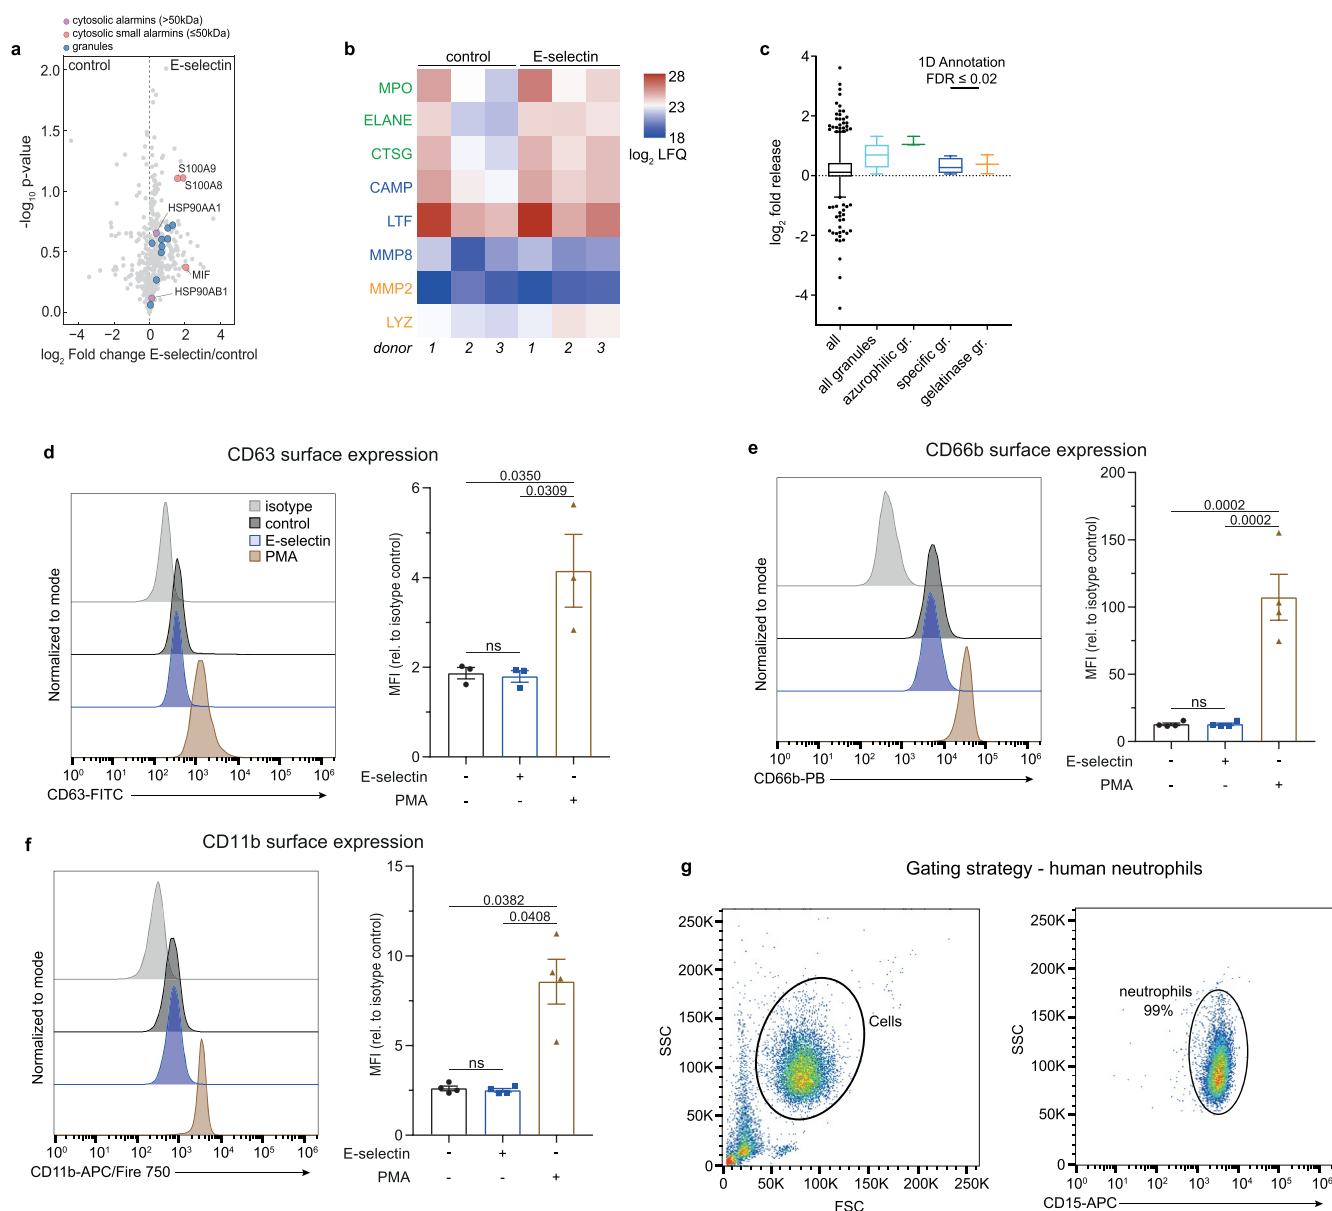 cytosolic alarmins (>50kDa)
cytosolic small alarmins (≤50kDa)
granules
a
control
E-selectin
2.0
1.5
1.0
0.5
0.0
-log10 p-value
S100A9
S100A8
HSP90AA1
MIF
HSP90AB1
−4
−2
0
2
4
log2 Fold change E-selectin/control
b
control
E-selectin
MPO
ELANE
CTSG
CAMP
LTF
MMP8
MMP2
LYZ
donor 1 2 3 1 2 3
28
23
18
log2 LFQ
c
1D Annotation
FDR ≤ 0.02
4
2
0
-2
-4
log2 fold release
all
all granules
azurophilic gr.
specific gr.
gelatinase gr.
d
CD63 surface expression
Normalized to mode
isotype
control
E-selectin
PMA
10^0 10^1 10^2 10^3 10^4 10^5 10^6
CD63-FITC
MFI (rel. to isotype control)
6
4
2
0
0.0350
0.0309
ns
E-selectin - + -
PMA - - +
e
CD66b surface expression
Normalized to mode
10^0 10^1 10^2 10^3 10^4 10^5 10^6
CD66b-PB
MFI (rel. to isotype control)
200
150
100
50
0
0.0002
0.0002
ns
E-selectin - + -
PMA - - +
f
CD11b surface expression
Normalized to mode
10^0 10^1 10^2 10^3 10^4 10^5 10^6
CD11b-APC/Fire 750
MFI (rel. to isotype control)
15
10
5
0
0.0382
0.0408
ns
E-selectin - + -
PMA - - +
g
Gating strategy - human neutrophils
SSC
250K
200K
150K
100K
50K
0
Cells
0 50K 100K 150K 200K 250K
FSC
SSC
250K
200K
150K
100K
50K
0
neutrophils
99%
10^0 10^1 10^2 10^3 10^4 10^5 10^6
CD15-APC